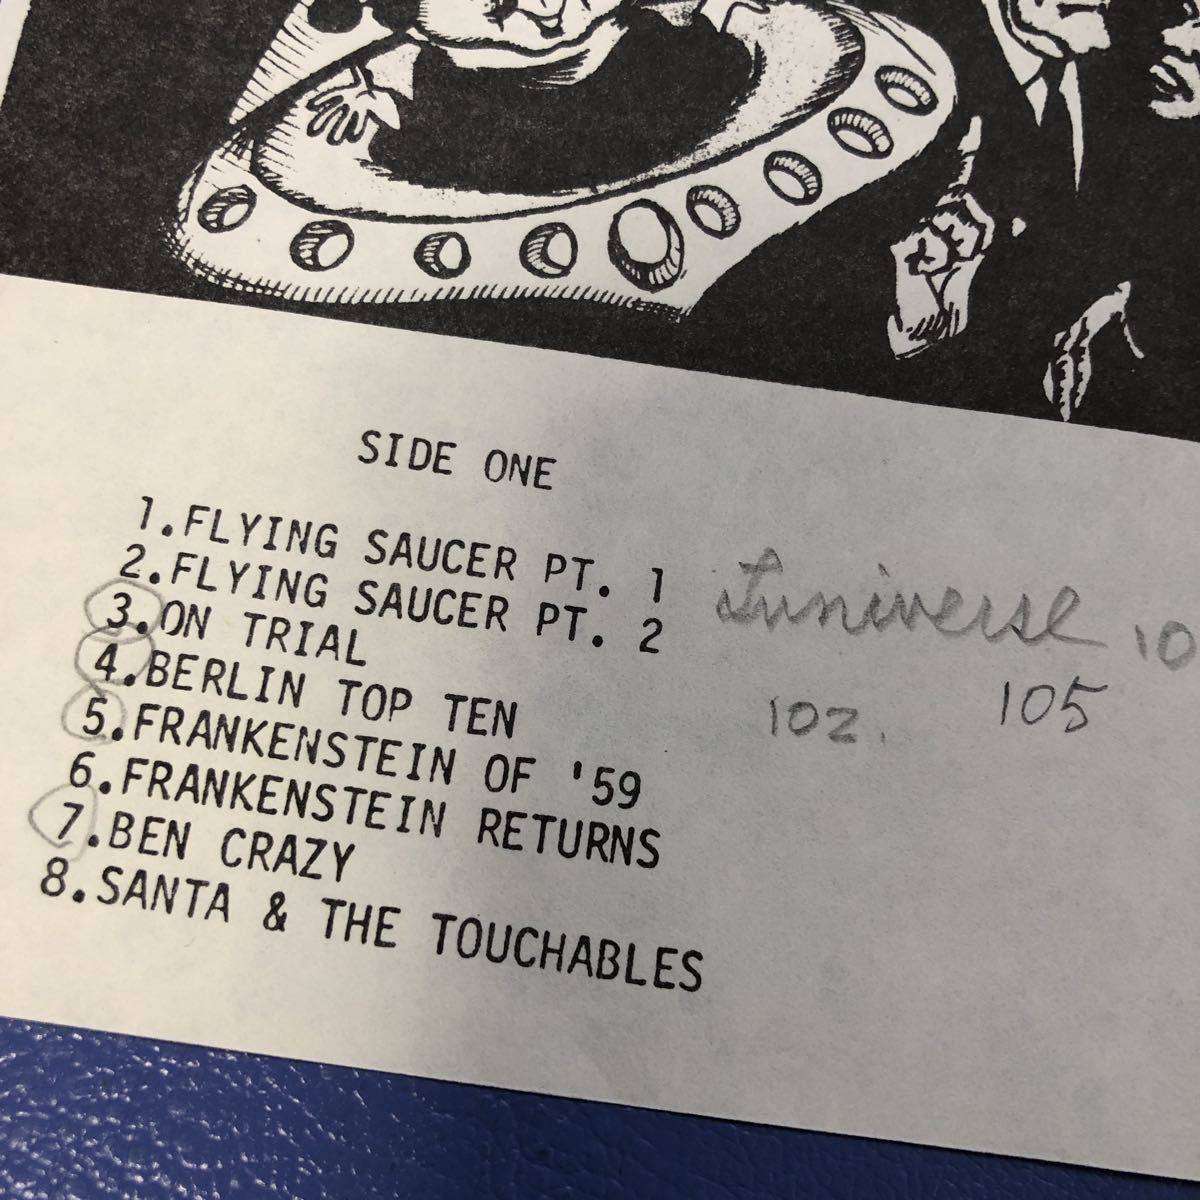 SIDE ONE
1.FLYING SAUCER PT. 1
2.FLYING SAUCER PT. 2 Luniverse 10
3.ON TRIAL
4.BERLIN TOP TEN 102. 105
5.FRANKENSTEIN OF '59
6.FRANKENSTEIN RETURNS
7.BEN CRAZY
8.SANTA & THE TOUCHABLES